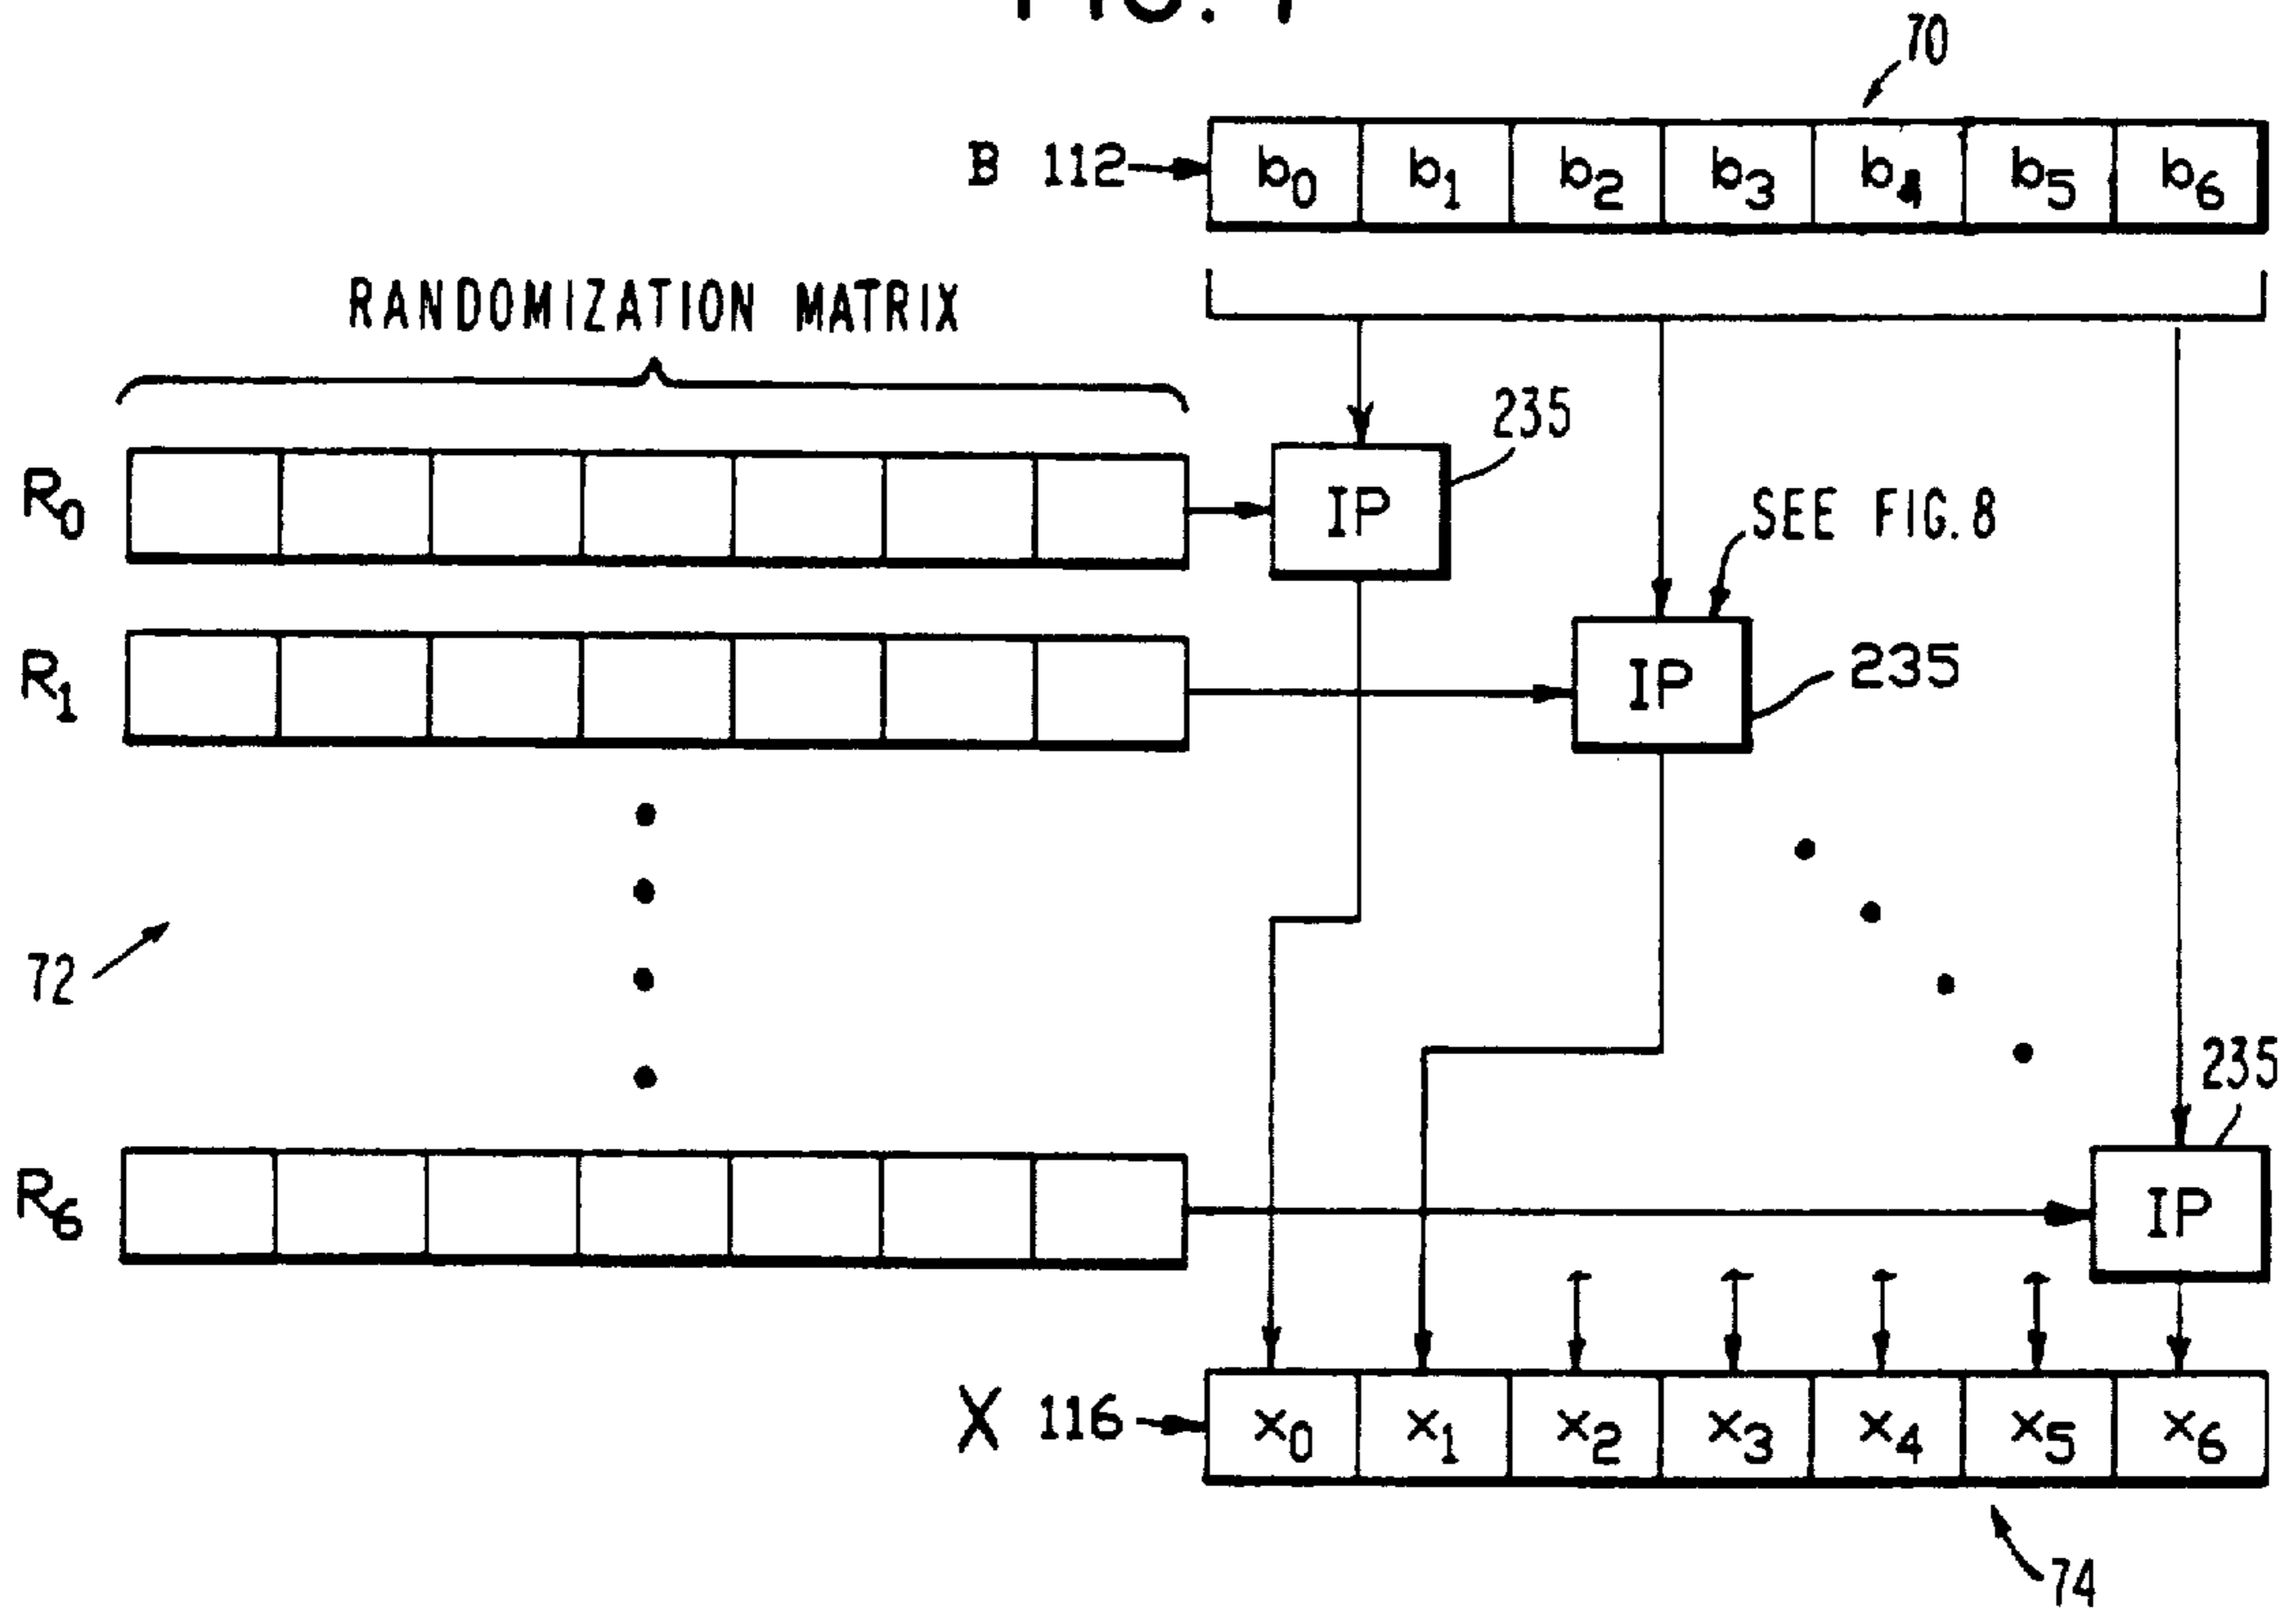 70
B 112 b0 b1 b2 b3 b4 b5 b6
RANDOMIZATION MATRIX
235
R0 IP
SEE FIG. 8
R1 IP 235
72
235
R6 IP
X 116 x0 x1 x2 x3 x4 x5 x6
74